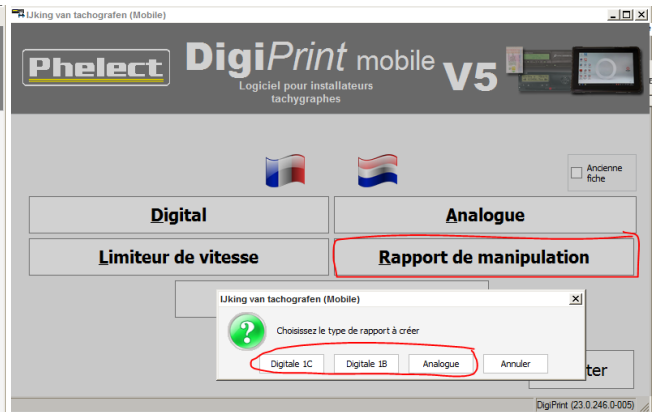 IJking van tachografen (Mobile)
Phelect
DigiPrint mobile V5
Logiciel pour installateurs
tachygraphes
Ancienne
fiche
Digital
Analogue
Limiteur de vitesse
Rapport de manipulation
IJking van tachografen (Mobile)
Choisissez le type de rapport à créer
Digitale 1C
Digitale 1B
Analogue
Annuler
ter
DigiPrint (23.0.246.0-005)